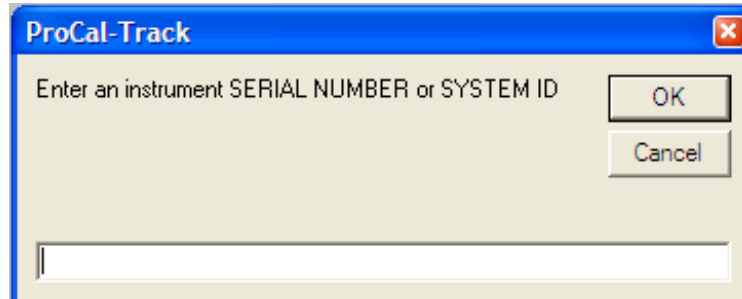 ProCal-Track
Enter an instrument SERIAL NUMBER or SYSTEM ID
OK
Cancel